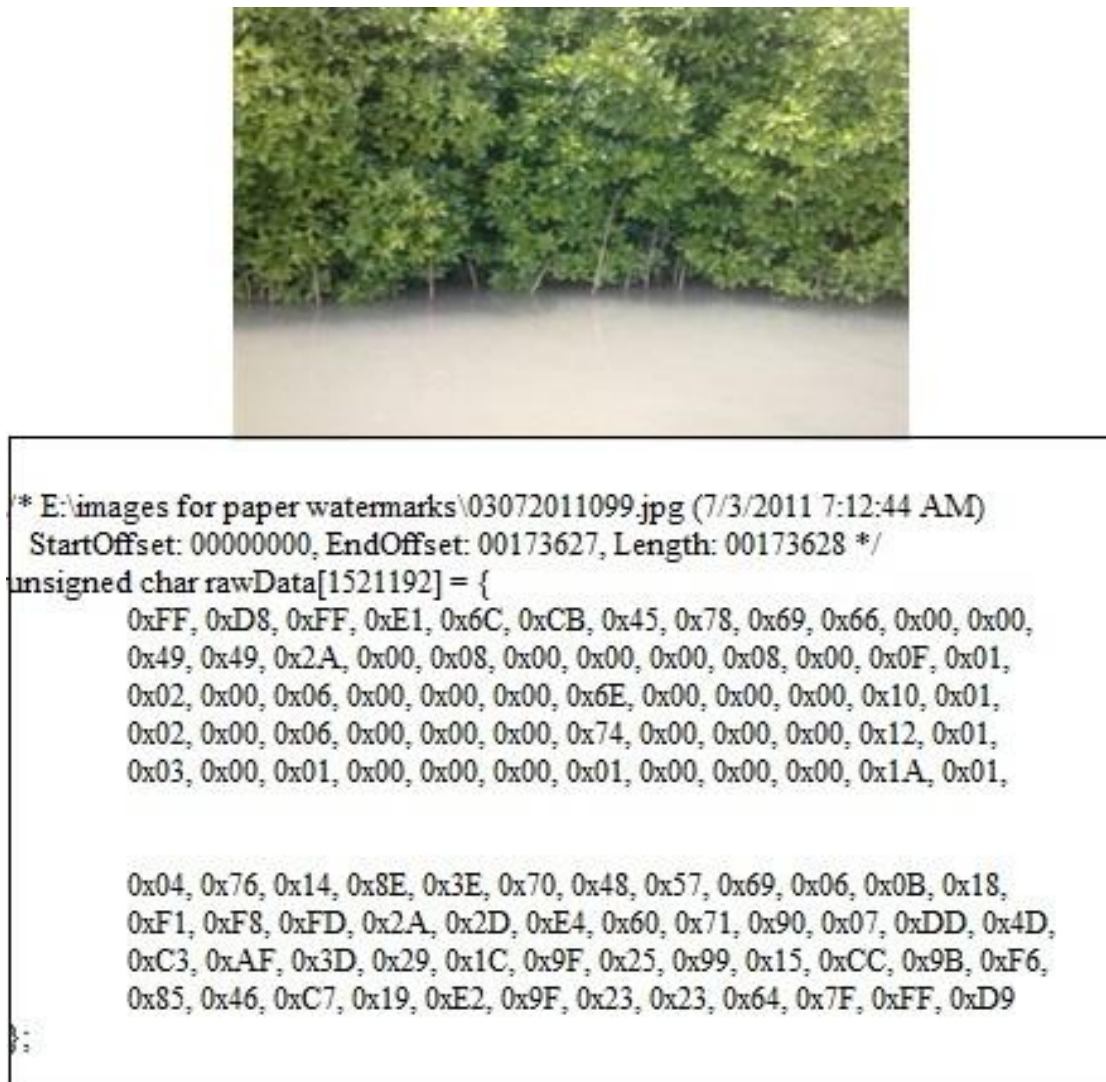 /* E:\images for paper watermarks\03072011099.jpg (7/3/2011 7:12:44 AM)
StartOffset: 00000000, EndOffset: 00173627, Length: 00173628 */
unsigned char rawData[1521192] = {
0xFF, 0xD8, 0xFF, 0xE1, 0x6C, 0xCB, 0x45, 0x78, 0x69, 0x66, 0x00, 0x00,
0x49, 0x49, 0x2A, 0x00, 0x08, 0x00, 0x00, 0x00, 0x08, 0x00, 0x0F, 0x01,
0x02, 0x00, 0x06, 0x00, 0x00, 0x00, 0x6E, 0x00, 0x00, 0x00, 0x10, 0x01,
0x02, 0x00, 0x06, 0x00, 0x00, 0x00, 0x74, 0x00, 0x00, 0x00, 0x12, 0x01,
0x03, 0x00, 0x01, 0x00, 0x00, 0x00, 0x01, 0x00, 0x00, 0x00, 0x1A, 0x01,
0x04, 0x76, 0x14, 0x8E, 0x3E, 0x70, 0x48, 0x57, 0x69, 0x06, 0x0B, 0x18,
0xF1, 0xF8, 0xFD, 0x2A, 0x2D, 0xE4, 0x60, 0x71, 0x90, 0x07, 0xDD, 0x4D,
0xC3, 0xAF, 0x3D, 0x29, 0x1C, 0x9F, 0x25, 0x99, 0x15, 0xCC, 0x9B, 0xF6,
0x85, 0x46, 0xC7, 0x19, 0xE2, 0x9F, 0x23, 0x23, 0x64, 0x7F, 0xFF, 0xD9
};